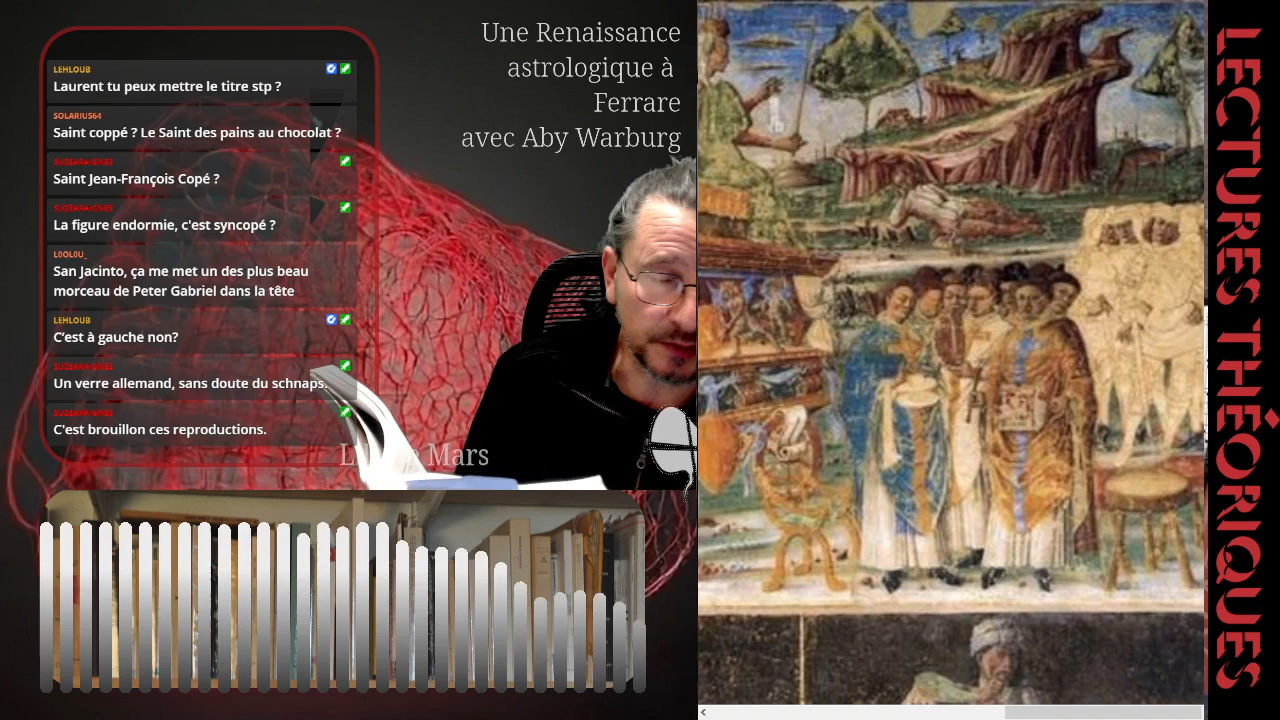 Une Renaissance
astrologique à
Ferrare
avec Aby Warburg
LEHLOUB
Laurent tu peux mettre le titre stp ?
SOLARIUS64
Saint coppé ? Le Saint des pains au chocolat ?
Saint Jean-François Copé ?
La figure endormie, c'est syncopé ?
L0OL0U_
San Jacinto, ça me met un des plus beau
morceau de Peter Gabriel dans la tête
LEHLOUB
C'est à gauche non?
Un verre allemand, sans doute du schnaps.
C'est brouillon ces reproductions.
Mars
LECTURES THÉORIQUES